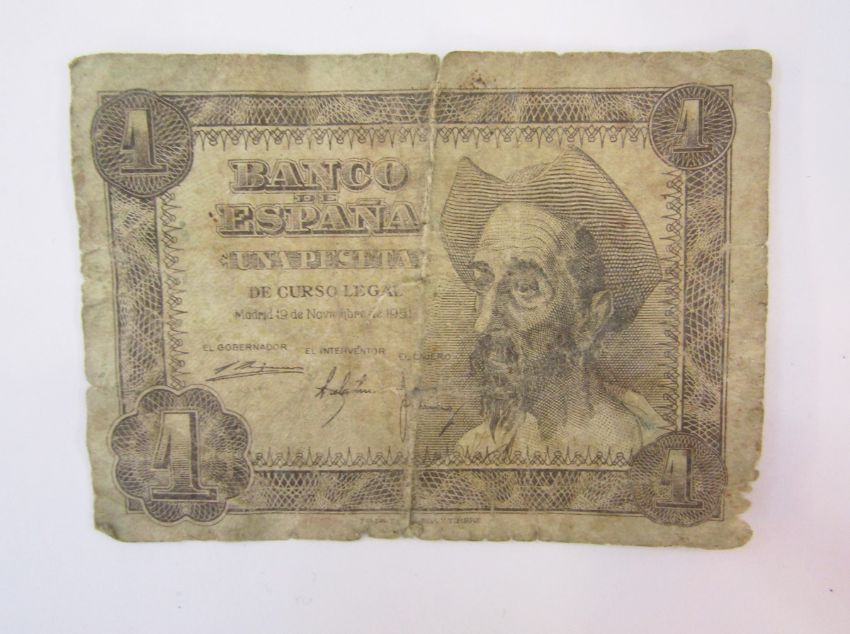 1
1
BANCO
DE
ESPAÑA
UNA PESETA
DE CURSO LEGAL
Madrid 19 de Noviembre de 1951
EL GOBERNADOR EL INTERVENTOR EL CAJERO
1
1